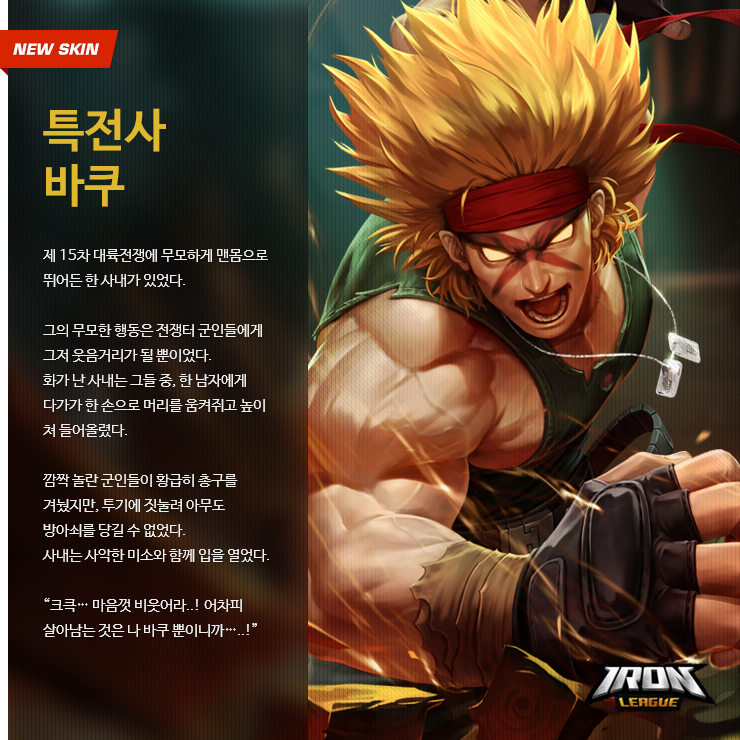 NEW SKIN
특전사
바쿠
제 15차 대륙전쟁에 무모하게 맨몸으로
뛰어든 한 사내가 있었다.
그의 무모한 행동은 전쟁터 군인들에게
그저 웃음거리가 될 뿐이었다.
화가 난 사내는 그들 중, 한 남자에게
다가가 한 손으로 머리를 움켜쥐고 높이
쳐 들어올렸다.
깜짝 놀란 군인들이 황급히 총구를
겨눴지만, 투기에 짓눌려 아무도
방아쇠를 당길 수 없었다.
사내는 사악한 미소와 함께 입을 열었다.
“크큭… 마음껏 비웃어라..! 어차피
살아남는 것은 나 바쿠 뿐이니까…..!”
IRON
LEAGUE